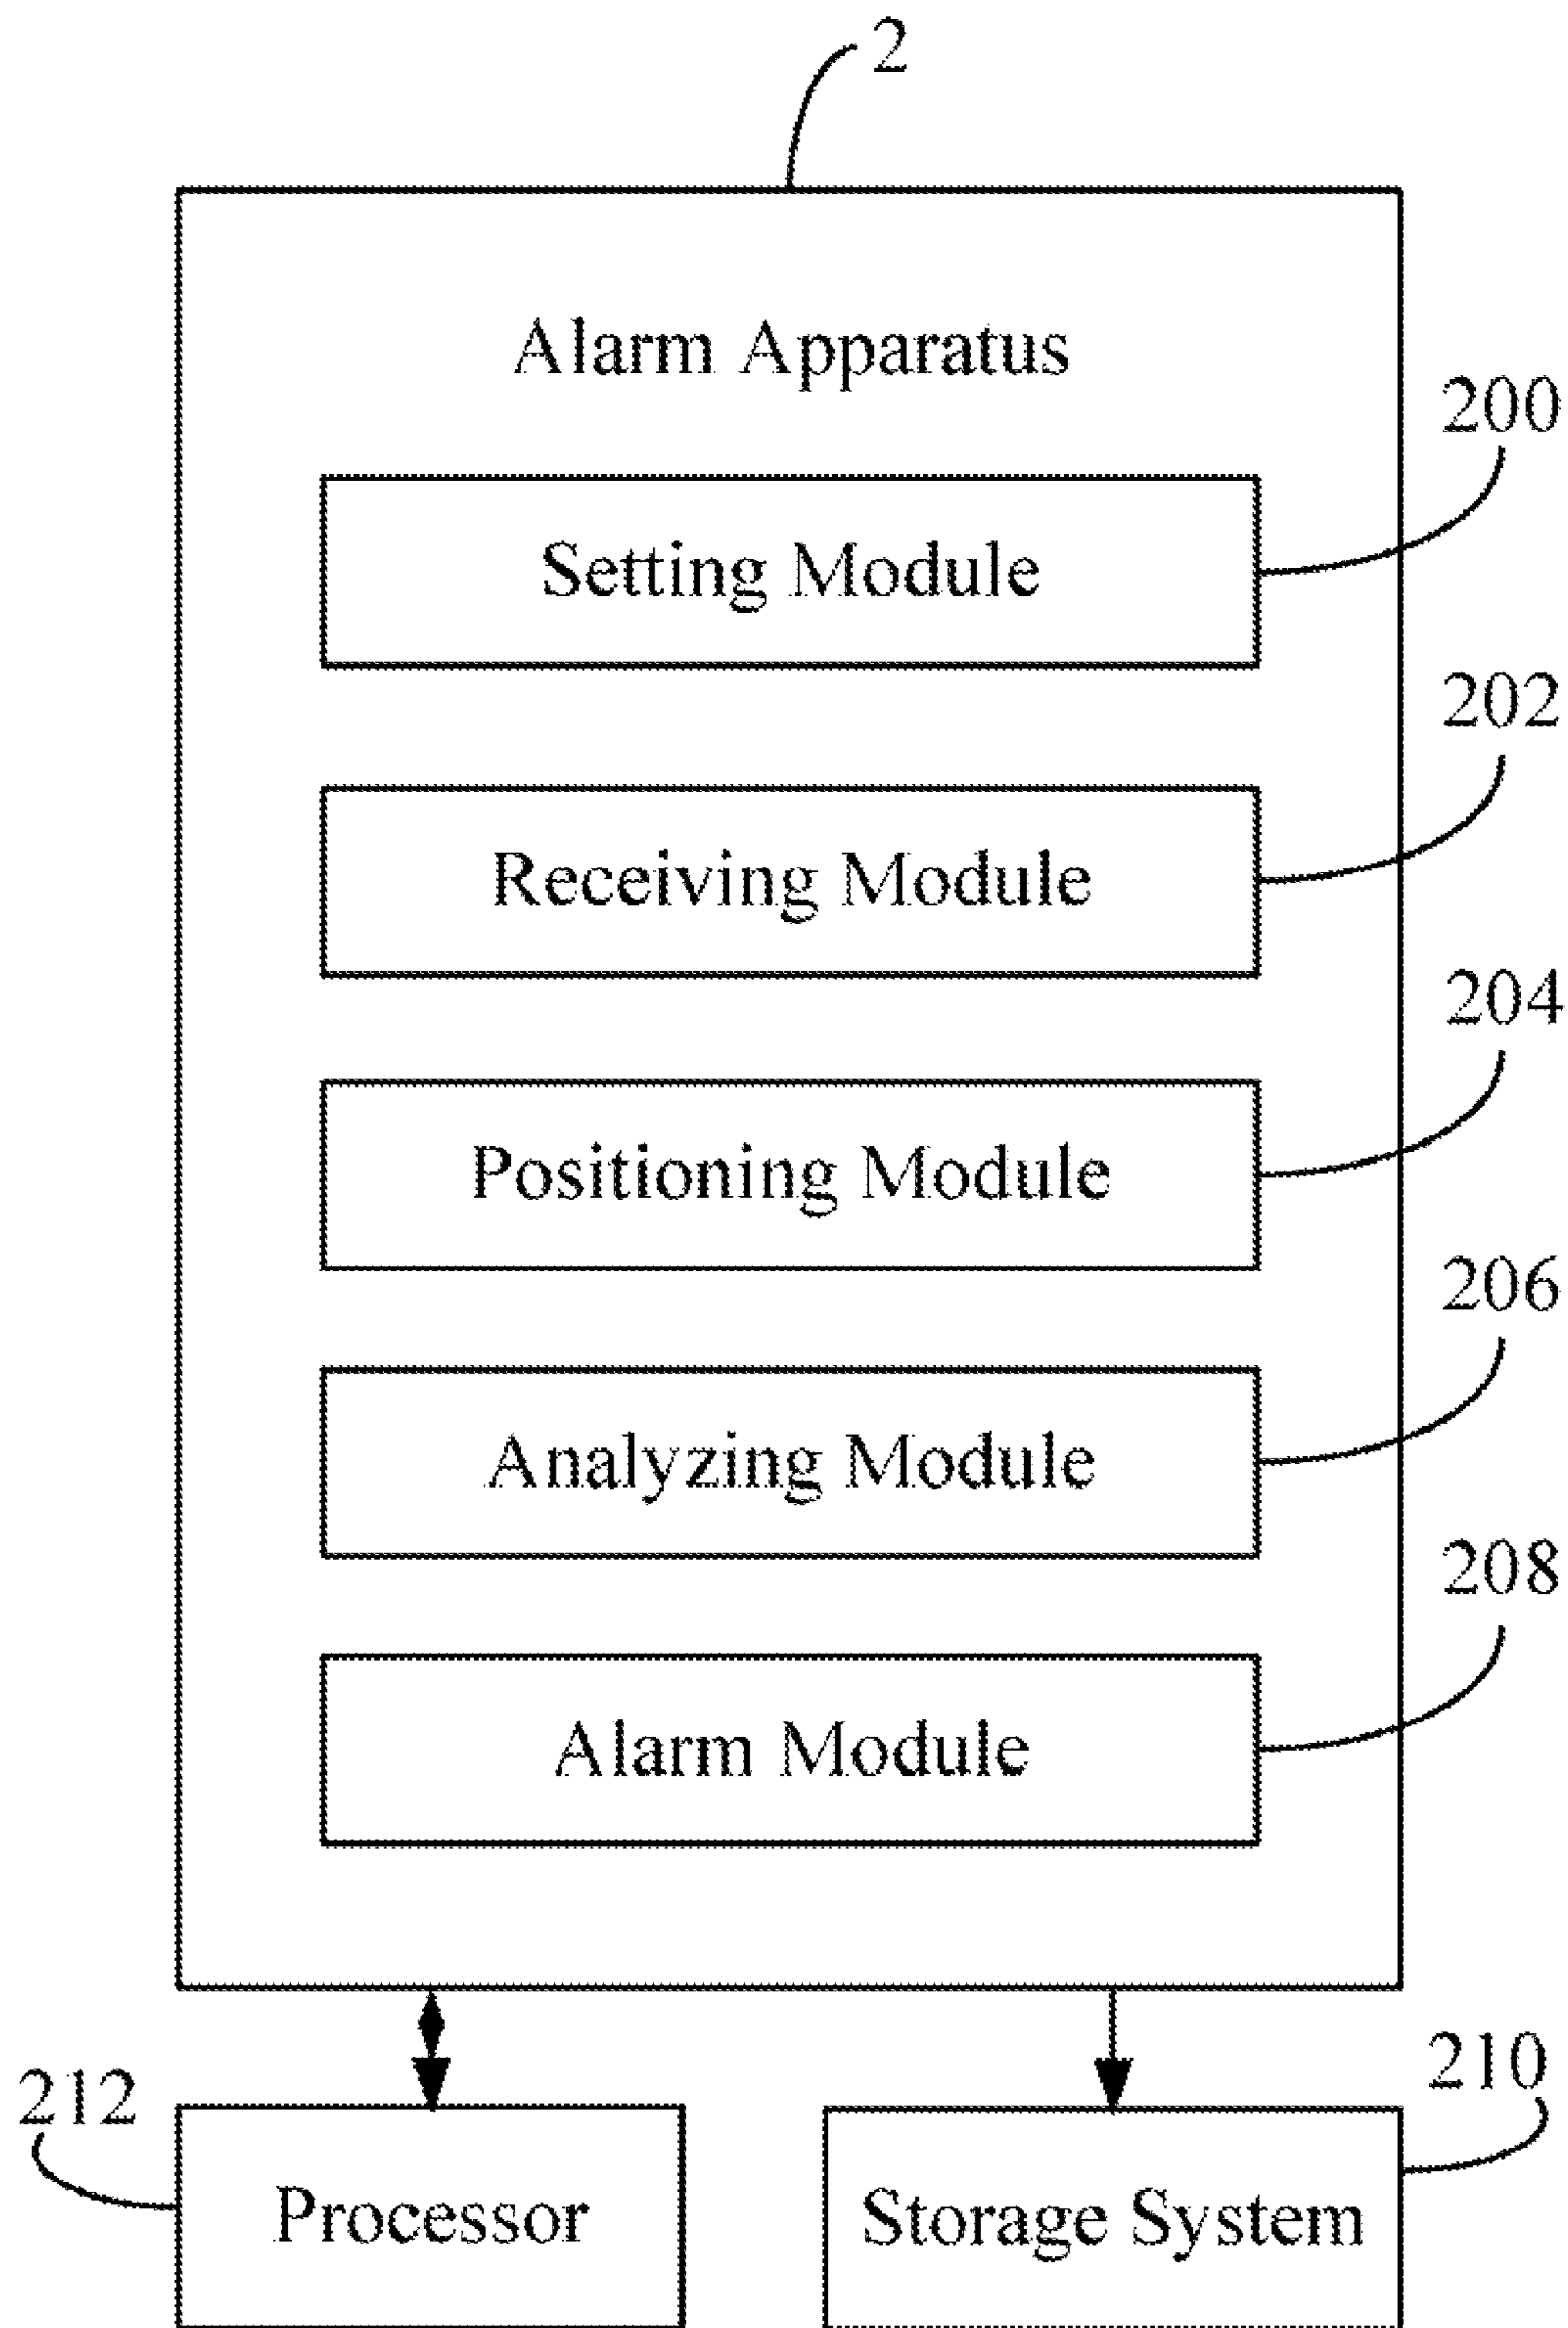 2
Alarm Apparatus
200
Setting Module
202
Receiving Module
204
Positioning Module
206
Analyzing Module
208
Alarm Module
212
210
Processor
Storage System